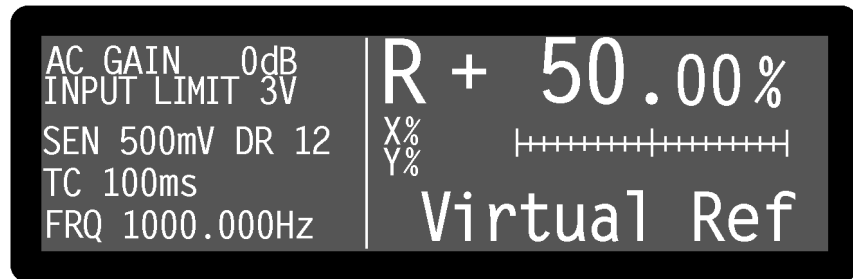 AC GAIN 0dB
INPUT LIMIT 3V
SEN 500mV DR 12
TC 100ms
FRQ 1000.000Hz
R + 50.00%
X%
Y%
Virtual Ref